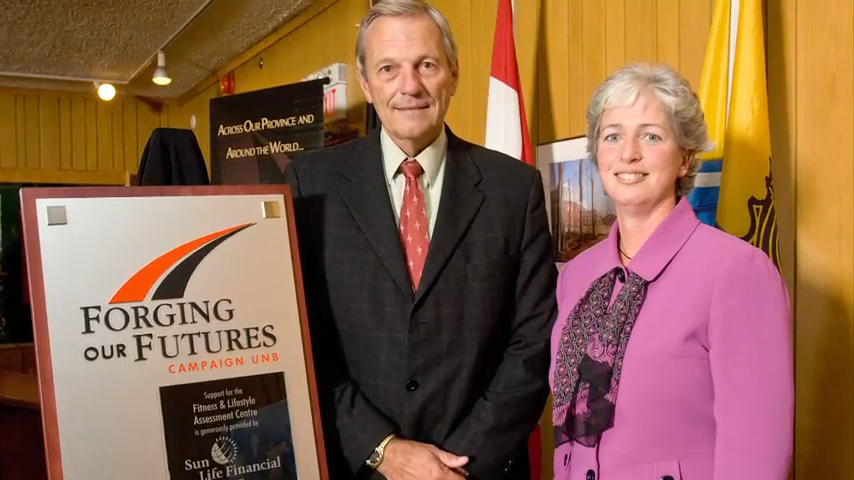 ACROSS OUR PROVINCE AND
AROUND THE WORLD...
FORGING
OUR FUTURES
CAMPAIGN UNB
Support for the
Fitness & Lifestyle
Assessment Centre
is generously provided by
Sun
Life Financial